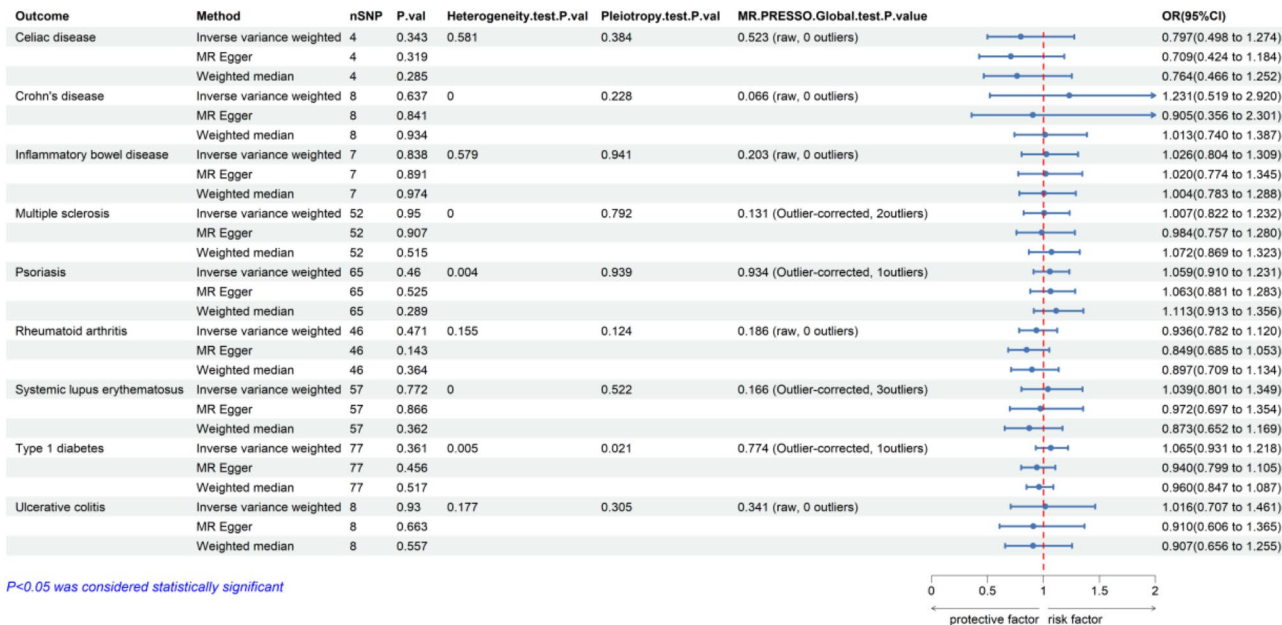 Outcome Method nSNP P.val Heterogeneity.test.P.val Pleiotropy.test.P.val MR.PRESSO.Global.test.P.value OR(95%CI)
Celiac disease Inverse variance weighted 4 0.343 0.581 0.384 0.523 (raw, 0 outliers) 0.797(0.498 to 1.274)
MR Egger 4 0.319 0.709(0.424 to 1.184)
Weighted median 4 0.285 0.764(0.466 to 1.252)
Crohn's disease Inverse variance weighted 8 0.637 0 0.228 0.066 (raw, 0 outliers) 1.231(0.519 to 2.920)
MR Egger 8 0.841 0.905(0.356 to 2.301)
Weighted median 8 0.934 1.013(0.740 to 1.387)
Inflammatory bowel disease Inverse variance weighted 7 0.838 0.579 0.941 0.203 (raw, 0 outliers) 1.026(0.804 to 1.309)
MR Egger 7 0.891 1.020(0.774 to 1.345)
Weighted median 7 0.974 1.004(0.783 to 1.288)
Multiple sclerosis Inverse variance weighted 52 0.95 0 0.792 0.131 (Outlier-corrected, 2outliers) 1.007(0.822 to 1.232)
MR Egger 52 0.907 0.984(0.757 to 1.280)
Weighted median 52 0.515 1.072(0.869 to 1.323)
Psoriasis Inverse variance weighted 65 0.46 0.004 0.939 0.934 (Outlier-corrected, 1outliers) 1.059(0.910 to 1.231)
MR Egger 65 0.525 1.063(0.881 to 1.283)
Weighted median 65 0.289 1.113(0.913 to 1.356)
Rheumatoid arthritis Inverse variance weighted 46 0.471 0.155 0.124 0.186 (raw, 0 outliers) 0.936(0.782 to 1.120)
MR Egger 46 0.143 0.849(0.685 to 1.053)
Weighted median 46 0.364 0.897(0.709 to 1.134)
Systemic lupus erythematosus Inverse variance weighted 57 0.772 0 0.522 0.166 (Outlier-corrected, 3outliers) 1.039(0.801 to 1.349)
MR Egger 57 0.866 0.972(0.697 to 1.354)
Weighted median 57 0.362 0.873(0.652 to 1.169)
Type 1 diabetes Inverse variance weighted 77 0.361 0.005 0.021 0.774 (Outlier-corrected, 1outliers) 1.065(0.931 to 1.218)
MR Egger 77 0.456 0.940(0.799 to 1.105)
Weighted median 77 0.517 0.960(0.847 to 1.087)
Ulcerative colitis Inverse variance weighted 8 0.93 0.177 0.305 0.341 (raw, 0 outliers) 1.016(0.707 to 1.461)
MR Egger 8 0.663 0.910(0.606 to 1.365)
Weighted median 8 0.557 0.907(0.656 to 1.255)
P<0.05 was considered statistically significant
0 0.5 1 1.5 2
protective factor risk factor